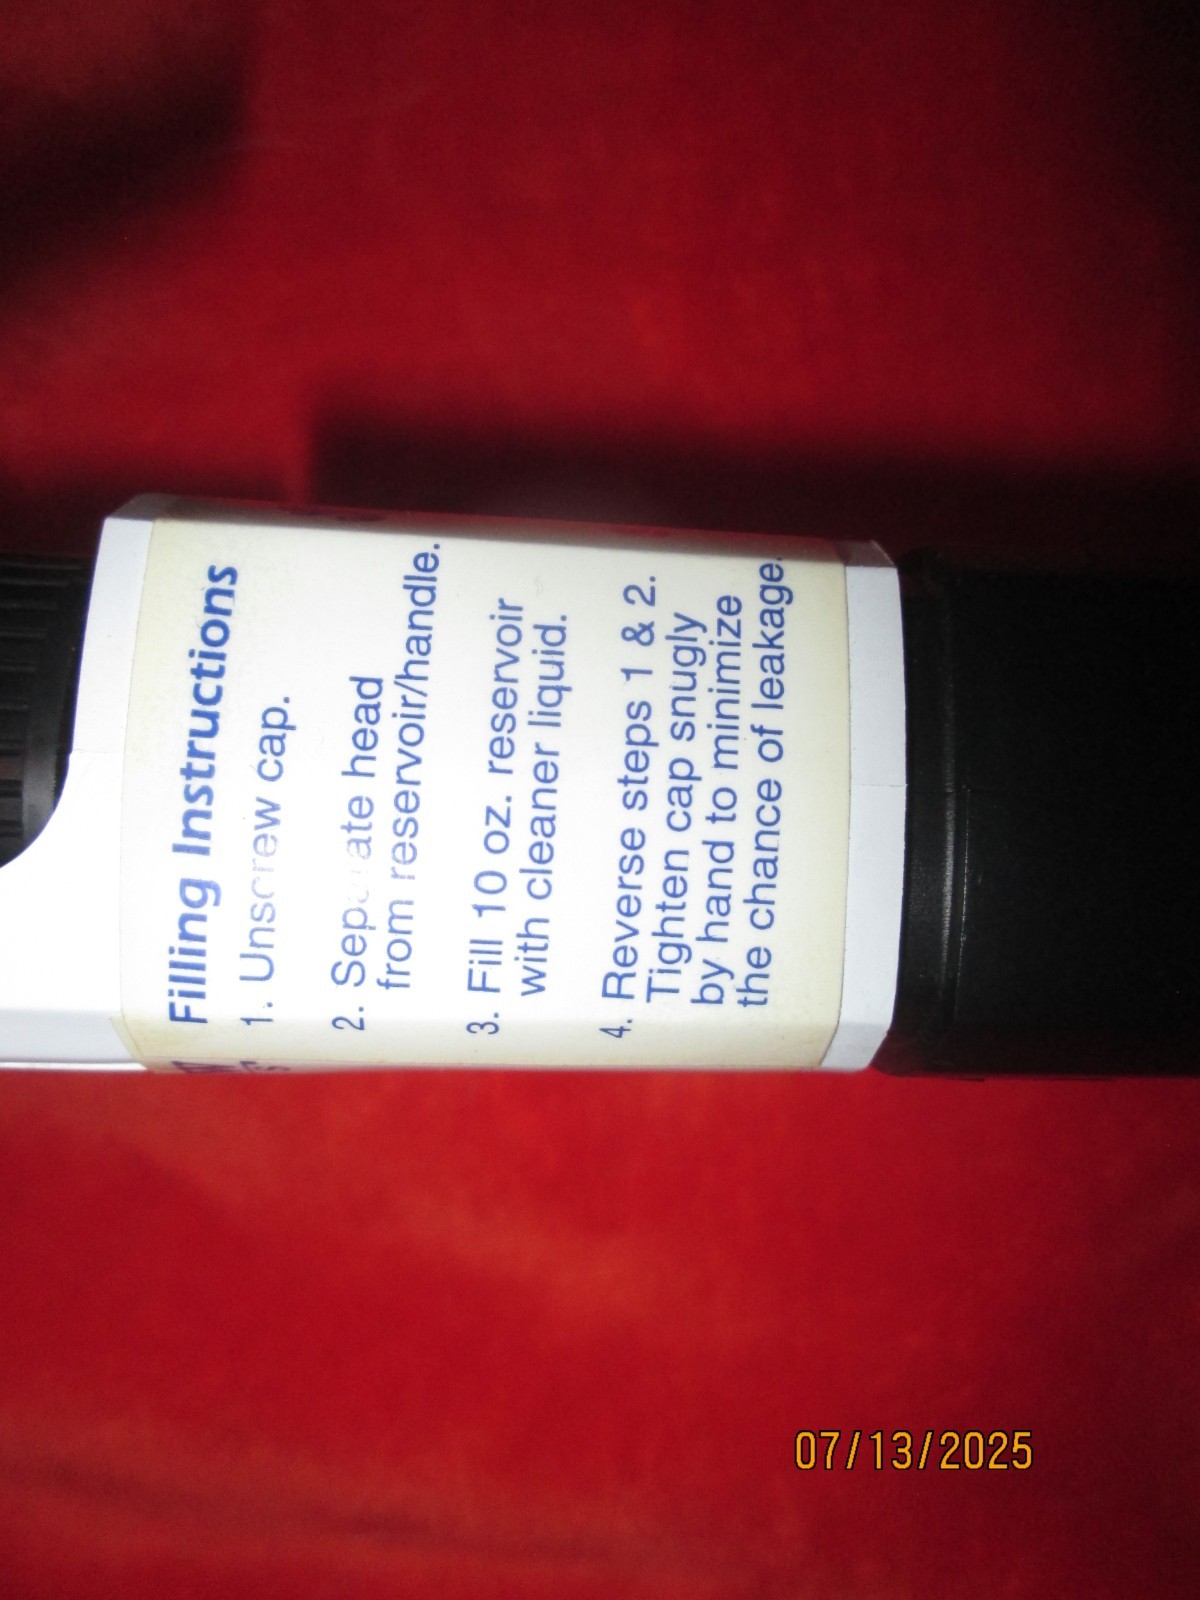 Filling Instructions
1. Unscrew cap.
2. Separate head
from reservoir/handle.
3. Fill 10 oz. reservoir
with cleaner liquid.
4. Reverse steps 1 & 2.
Tighten cap snugly
by hand to minimize
the chance of leakage.
07/13/2025